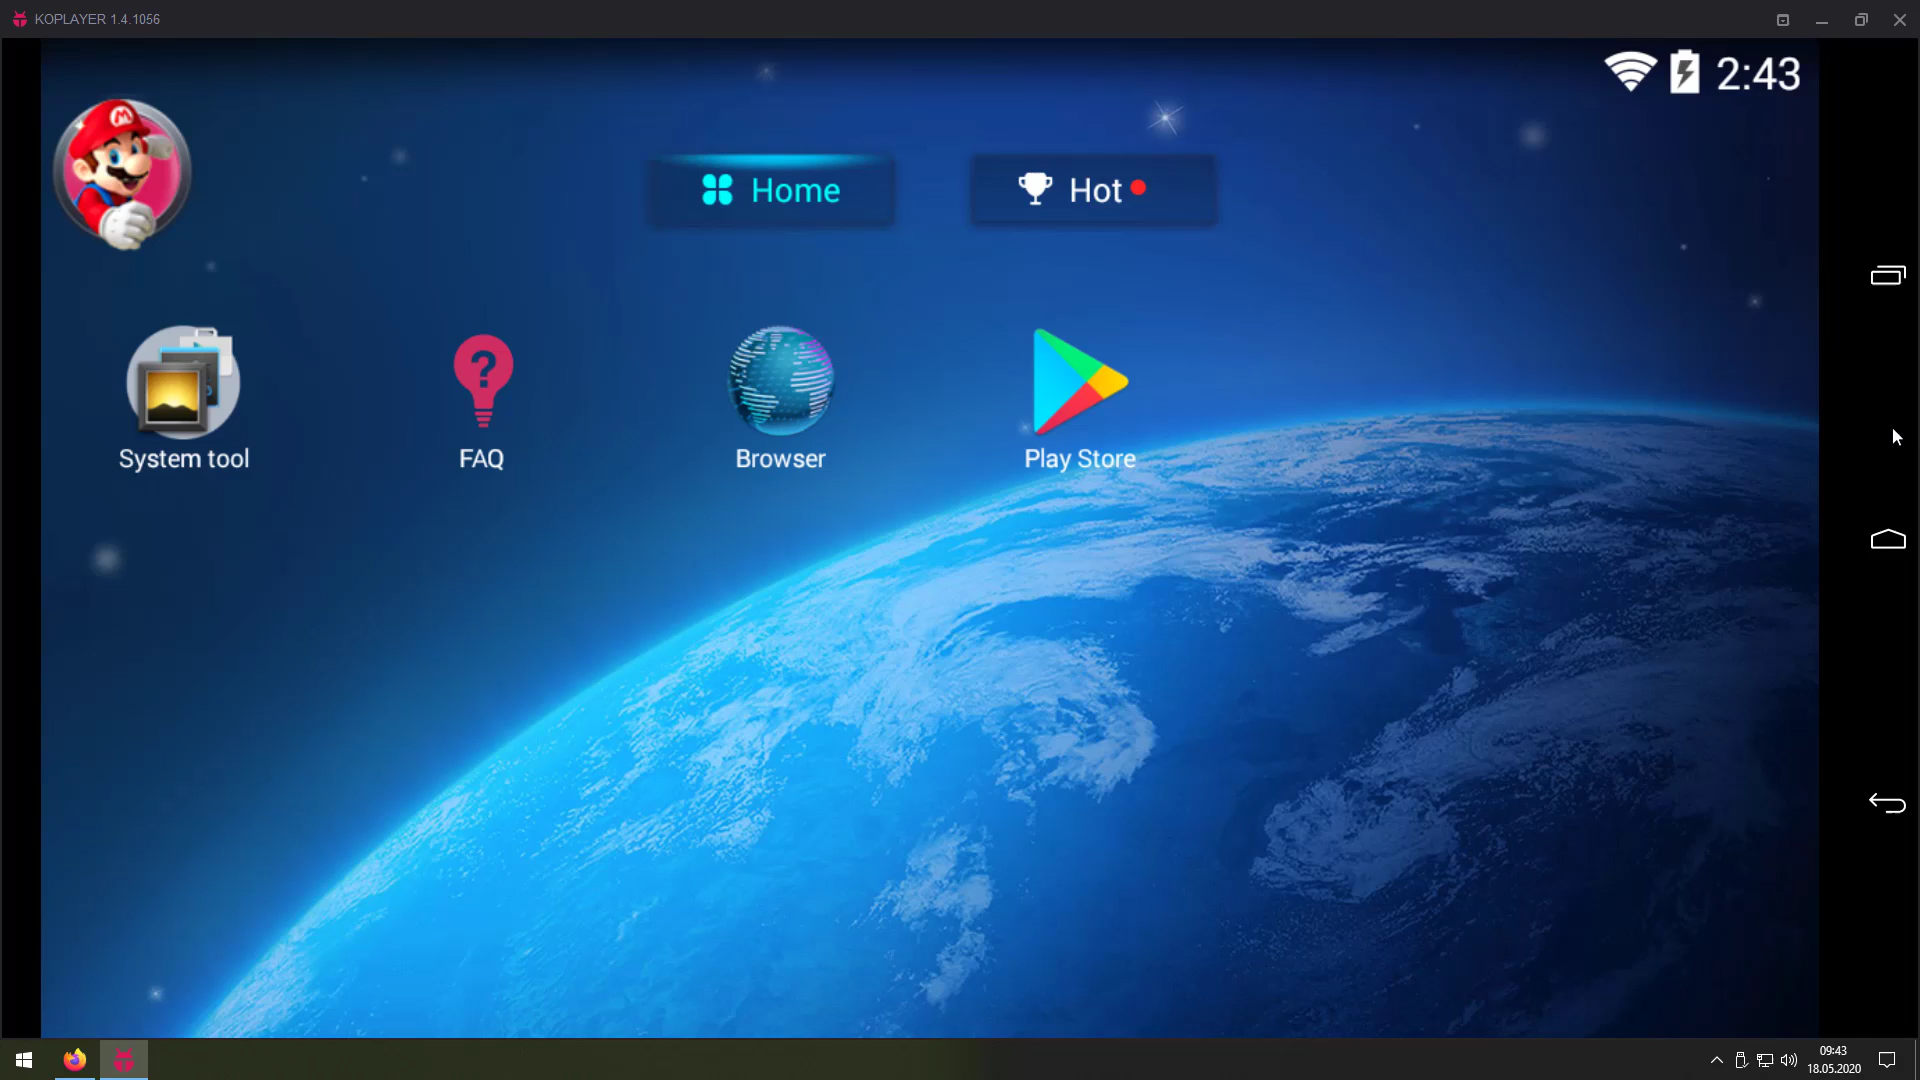 KOPLAYER 1.4.1056
2:43
M
Home
Hot
?
System tool
FAQ
Browser
Play Store
09:43
18.05.2020